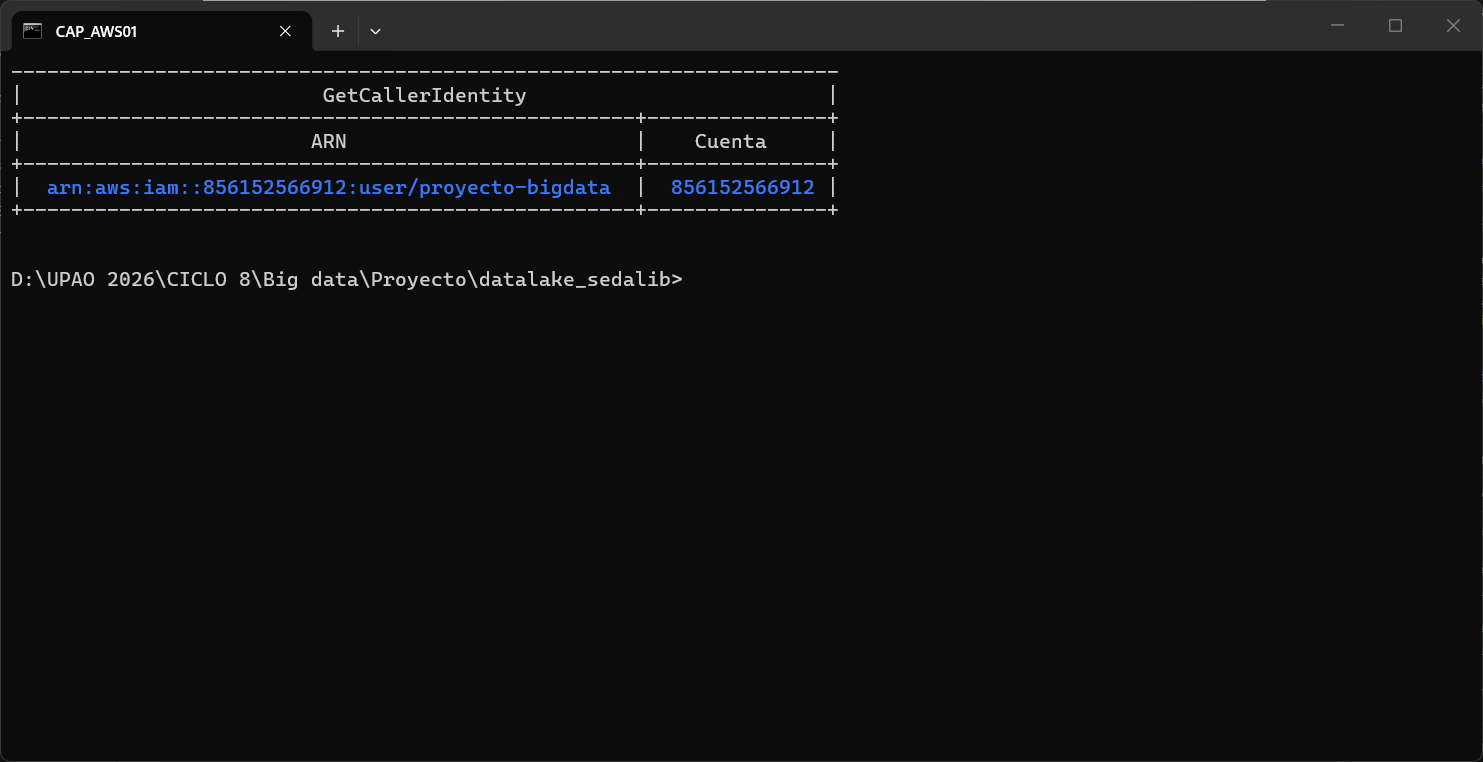 CAP_AWS01
---------------------------------------------------------------------
|                         GetCallerIdentity                         |
+---------------------------------------------------+---------------+
|                        ARN                        |    Cuenta     |
+---------------------------------------------------+---------------+
|  arn:aws:iam::856152566912:user/proyecto-bigdata  |  856152566912 |
+---------------------------------------------------+---------------+
D:\UPAO 2026\CICLO 8\Big data\Proyecto\datalake_sedalib>